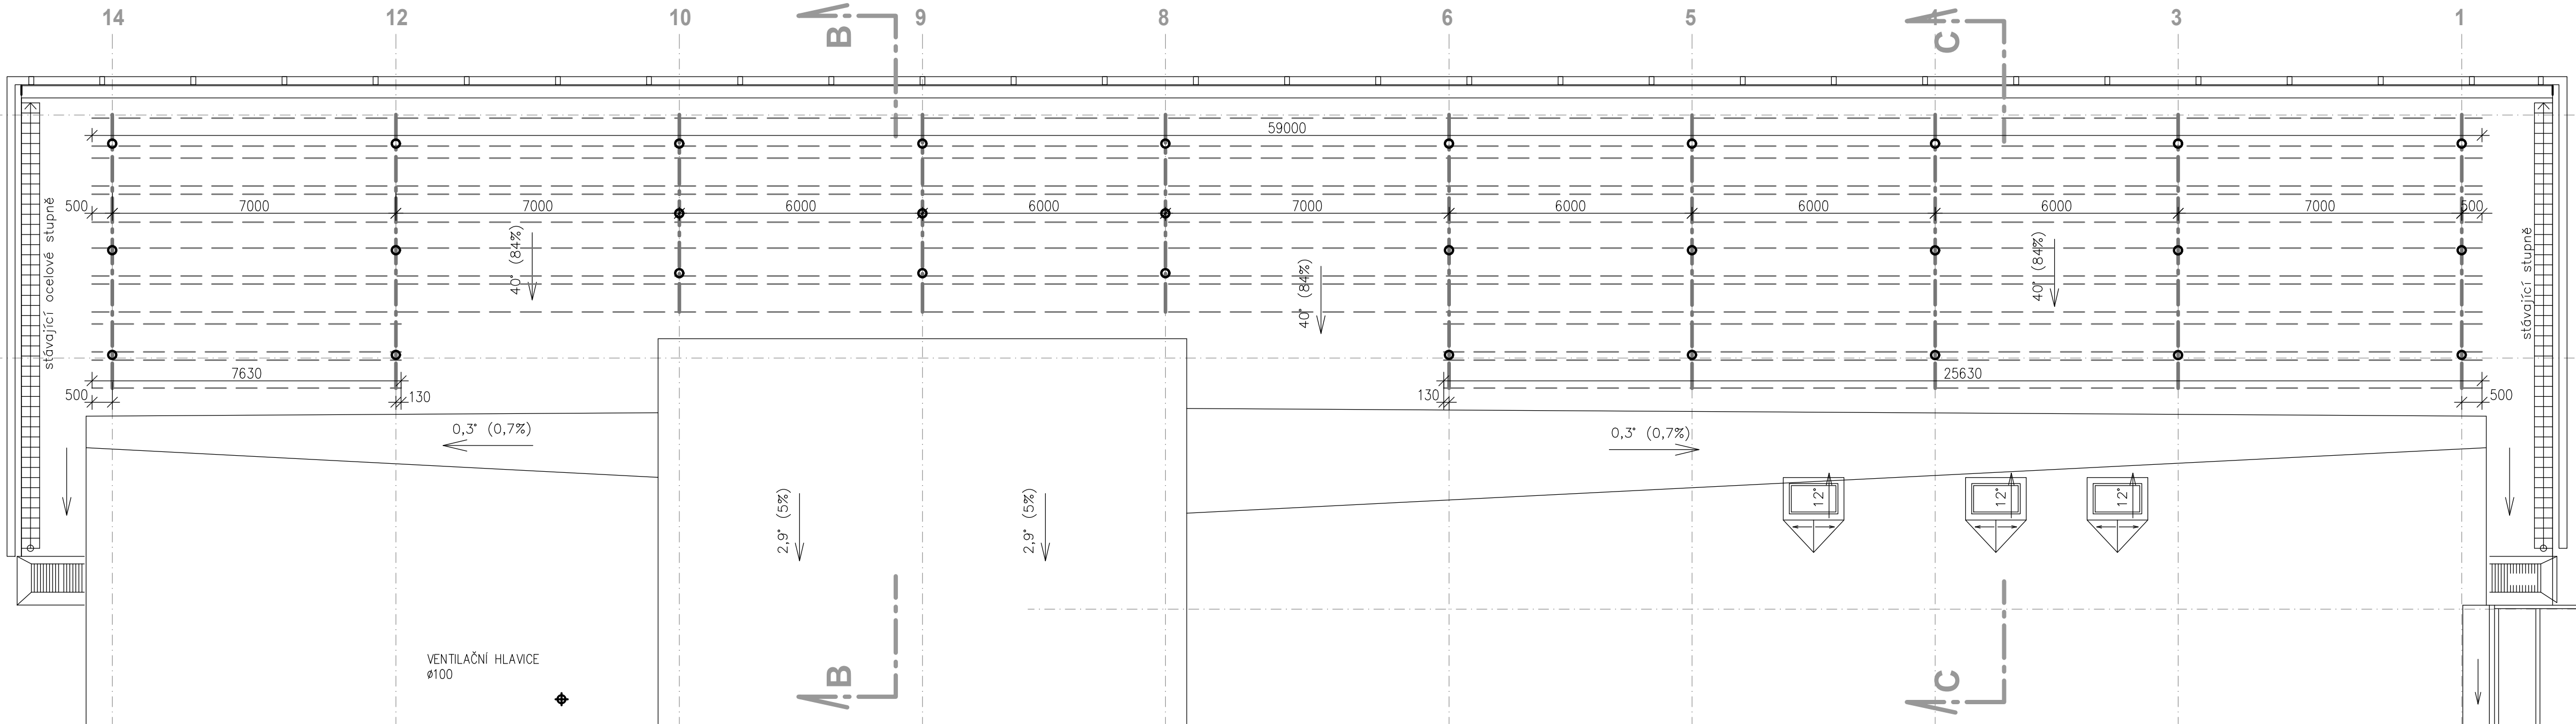 14 12 10 9 8 6 5 4 3 1
B C
59000
500 7000 7000 6000 6000 7000 6000 6000 6000 7000 500
stávající ocelové stupně
40° (84%)
40° (84%)
40° (84%)
stávající stupně
7630
25630
500 130 130 500
0,3° (0,7%)
0,3° (0,7%)
2,9° (5%)
2,9° (5%)
12° 12° 12°
VENTILAČNÍ HLAVICE
ø100
B C